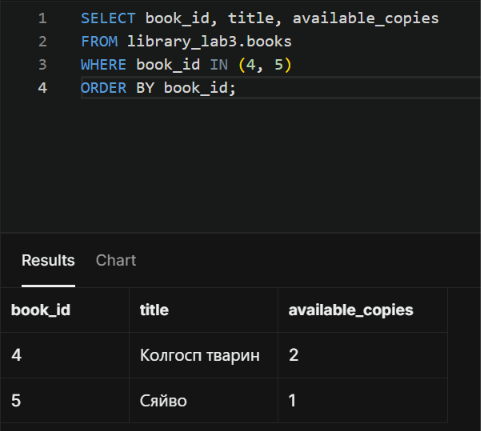 1 SELECT book_id, title, available_copies
2 FROM library_lab3.books
3 WHERE book_id IN (4, 5)
4 ORDER BY book_id;
Results Chart
book_id title available_copies
4 Колгосп тварин 2
5 Сяйво 1